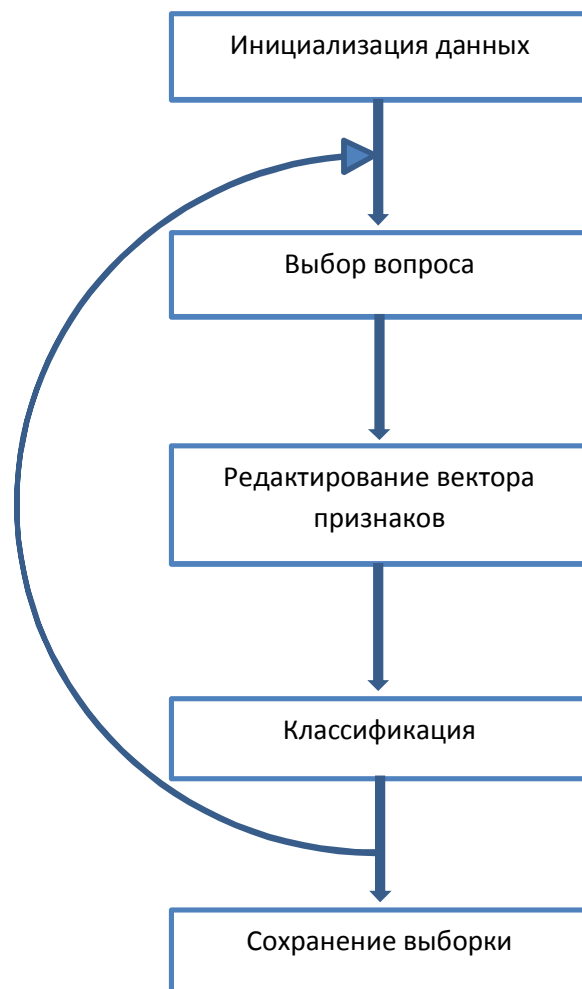 Инициализация данных
Выбор вопроса
Редактирование вектора
признаков
Классификация
Сохранение выборки